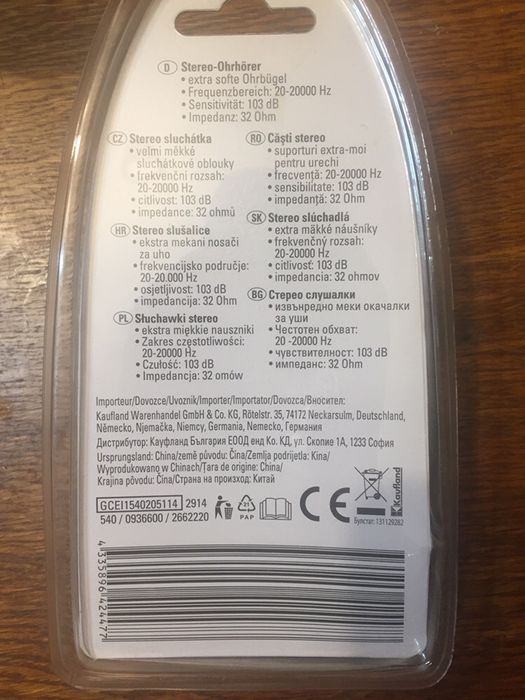 D Stereo-Ohrhörer
• extra softe Ohrbügel
• Frequenzbereich: 20-20000 Hz
• Sensitivität: 103 dB
• Impedanz: 32 Ohm
CZ Stereo sluchátka
• velmi měkké
sluchátkové oblouky
• frekvenční rozsah:
20-20000 Hz
• citlivost: 103 dB
• impedance: 32 ohmů
HR Stereo slušalice
• ekstra mekani nosači
za uho
• frekvencijsko područje:
20-20.000 Hz
• osjetljivost: 103 dB
• impedancija: 32 Ohm
PL Słuchawki stereo
• ekstra miękkie nauszniki
• Zakres częstotliwości:
20-20000 Hz
• Czułość: 103 dB
• Impedancja: 32 omów
RO Căşti stereo
• suporturi extra-moi
pentru urechi
• frecvenţă: 20-20000 Hz
• sensibilitate: 103 dB
• impedanţă: 32 Ohm
SK Stereo slúchadlá
• extra mäkké náušníky
• frekvenčný rozsah:
20-20000 Hz
• citlivosť: 103 dB
• impedancia: 32 ohmov
BG Стерео слушалки
• извънредно меки окачалки
за уши
• Честотен обхват:
20 -20000 Hz
• чувствителност: 103 dB
• импеданс: 32 Ohm
Importeur/Dovozce/Uvoznik/Importer/Importator/Dovozca/Вносител:
Kaufland Warenhandel GmbH & Co. KG, Rötelstr. 35, 74172 Neckarsulm, Deutschland,
Německo, Njemačka, Niemcy, Germania, Nemecko, Германия
Дистрибутор: Кауфланд България ЕООД енд Ко. КД, ул. Скопие 1А, 1233 София
Ursprungsland: China/země původu: Čína/Zemlja podrijetla: Kina/
Wyprodukowano w Chinach/Ţara de origine: China/
Krajina pôvodu: Čína/Страна на произход: Китай
GCEI1540205114 2914
540 / 0936600 / 2662220
21
PAP
CE
Kaufland
Булстат: 131129282
4 335896 424477